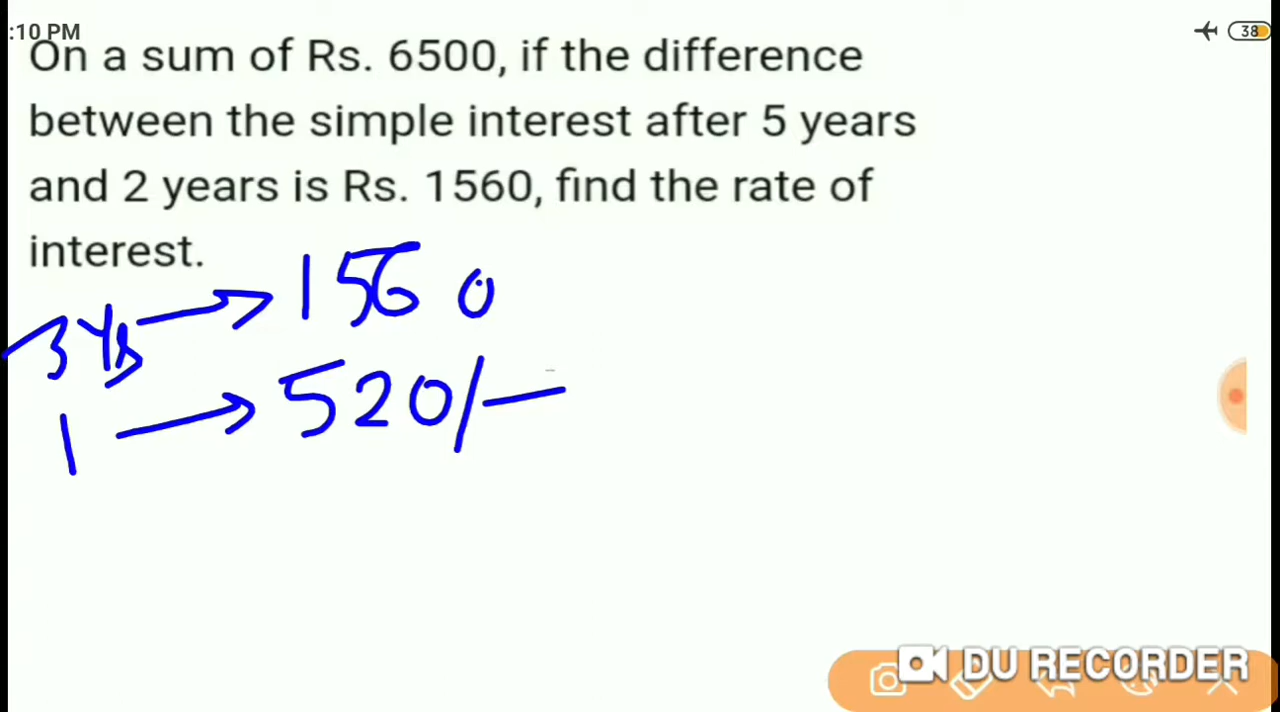 :10 PM
38
On a sum of Rs. 6500, if the difference
between the simple interest after 5 years
and 2 years is Rs. 1560, find the rate of
interest.
3 Yrs → 1560
1 → 520/—
DU RECORDER